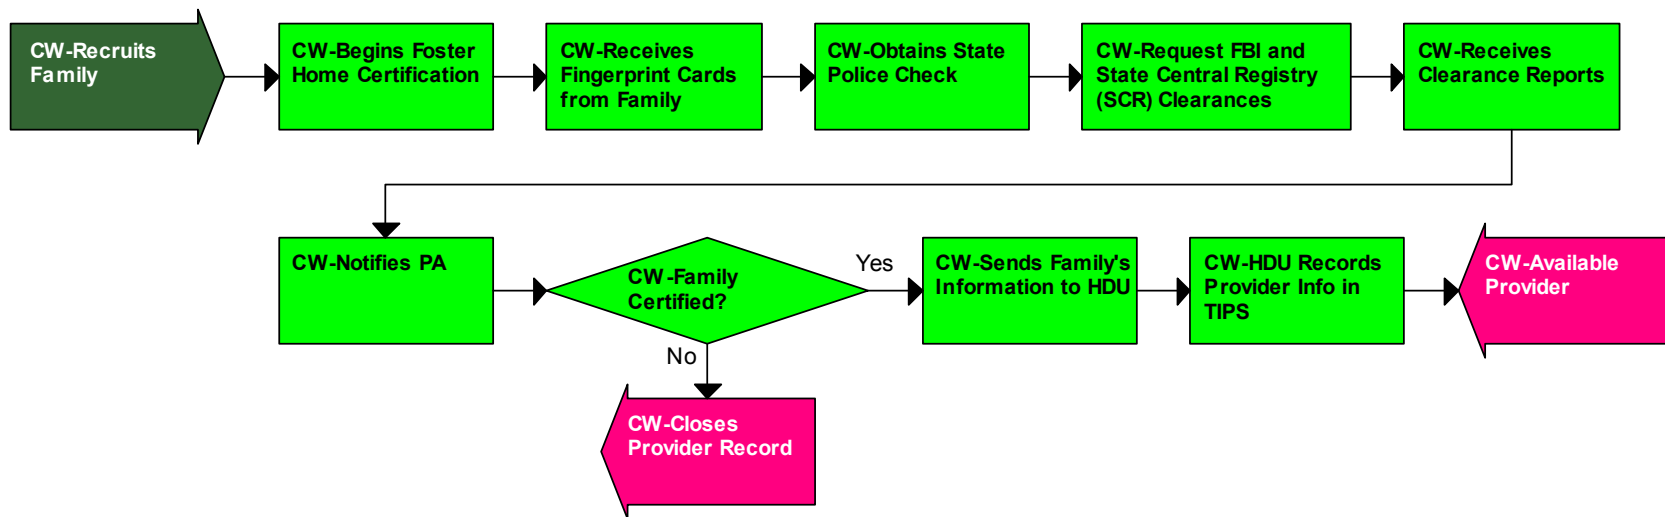 CW-Recruits
Family
CW-Begins Foster
Home Certification
CW-Receives
Fingerprint Cards
from Family
CW-Obtains State
Police Check
CW-Request FBI and
State Central Registry
(SCR) Clearances
CW-Receives
Clearance Reports
CW-Notifies PA
CW-Family
Certified?
Yes
No
CW-Sends Family's
Information to HDU
CW-HDU Records
Provider Info in
TIPS
CW-Available
Provider
CW-Closes
Provider Record